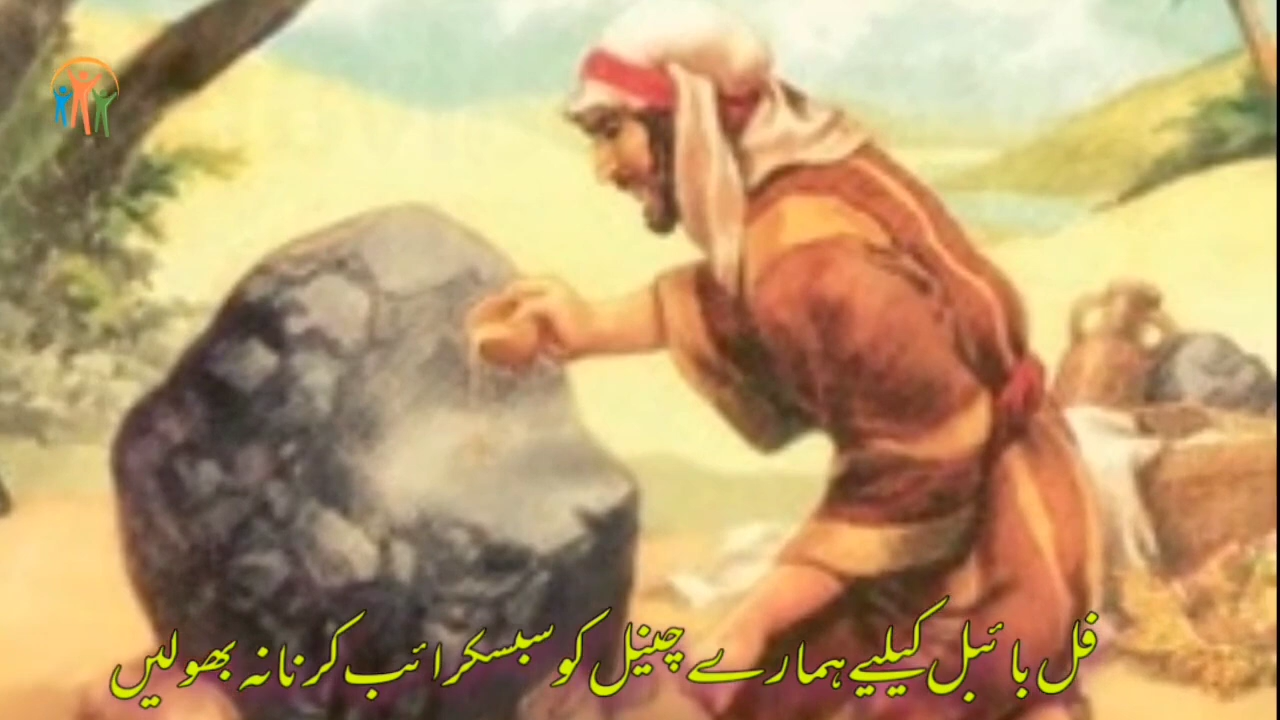 فل بائبل کیلیے ہمارے چینل کو سبسکرائب کرنا نہ بھولیں